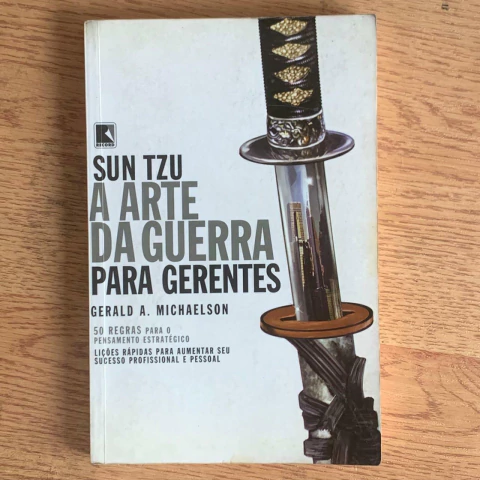 RECORD
SUN TZU
A ARTE
DA GUERRA
PARA GERENTES
GERALD A. MICHAELSON
50 REGRAS PARA O
PENSAMENTO ESTRATÉGICO
LIÇÕES RÁPIDAS PARA AUMENTAR SEU
SUCESSO PROFISSIONAL E PESSOAL